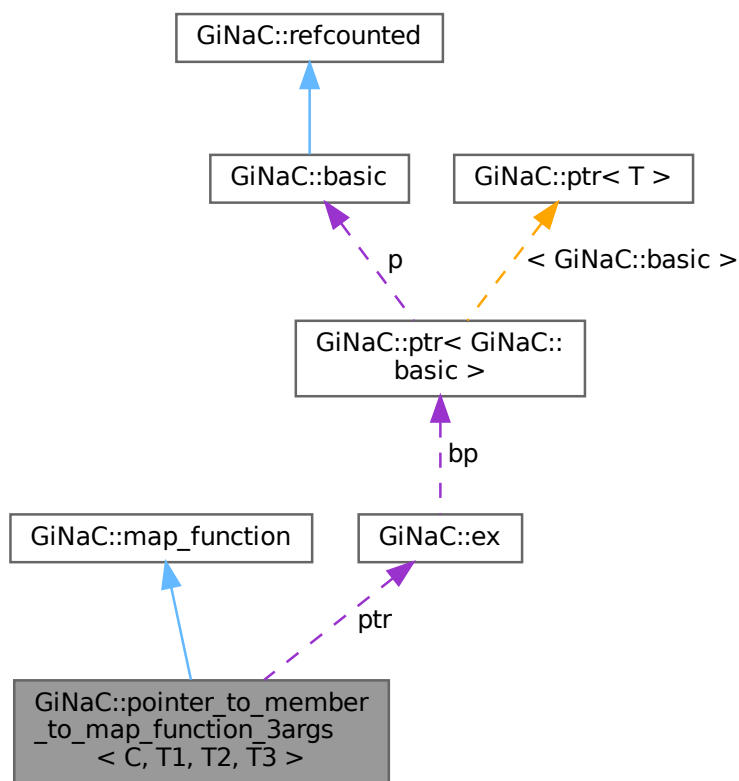 GiNaC::refcounted
GiNaC::basic
GiNaC::ptr< T >
p
< GiNaC::basic >
GiNaC::ptr< GiNaC::
basic >
bp
GiNaC::map_function
GiNaC::ex
ptr
GiNaC::pointer_to_member
_to_map_function_3args
< C, T1, T2, T3 >